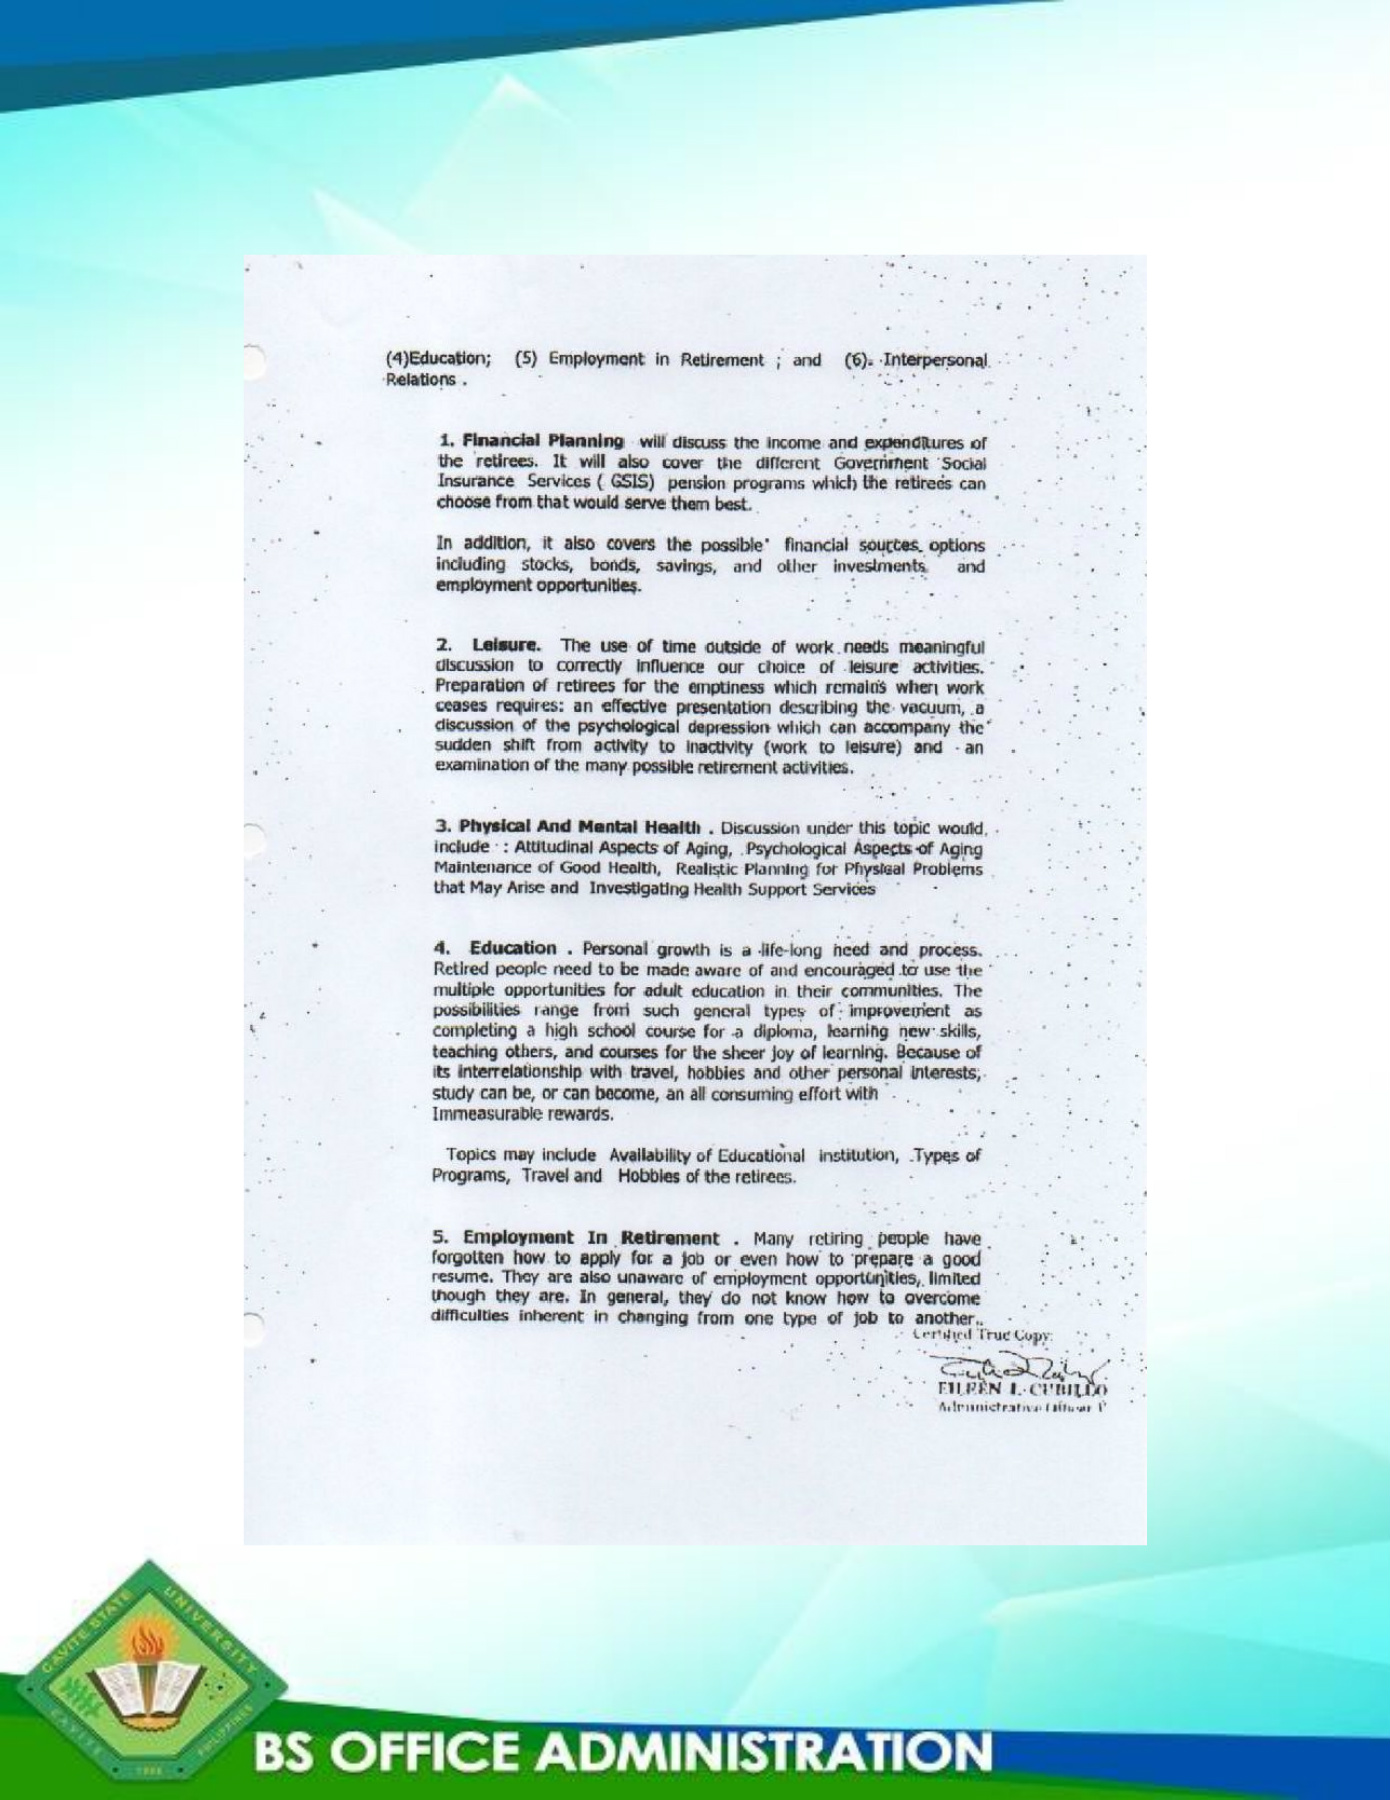 (4)Education; (5) Employment in Retirement ; and (6). Interpersonal
Relations .
1. Financial Planning will discuss the income and expenditures of
the retirees. It will also cover the different Government Social
Insurance Services ( GSIS) pension programs which the retirees can
choose from that would serve them best.
In addition, it also covers the possible financial sources options
including stocks, bonds, savings, and other investments and
employment opportunities.
2. Leisure. The use of time outside of work needs meaningful
discussion to correctly influence our choice of leisure activities.
Preparation of retirees for the emptiness which remains when work
ceases requires: an effective presentation describing the vacuum, a
discussion of the psychological depression which can accompany the
sudden shift from activity to inactivity (work to leisure) and an
examination of the many possible retirement activities.
3. Physical And Mental Health . Discussion under this topic would
include : Attitudinal Aspects of Aging, Psychological Aspects of Aging
Maintenance of Good Health, Realistic Planning for Physical Problems
that May Arise and Investigating Health Support Services
4. Education . Personal growth is a life-long need and process.
Retired people need to be made aware of and encouraged to use the
multiple opportunities for adult education in their communities. The
possibilities range from such general types of improvement as
completing a high school course for a diploma, learning new skills,
teaching others, and courses for the sheer joy of learning. Because of
its interrelationship with travel, hobbies and other personal interests,
study can be, or can become, an all consuming effort with
Immeasurable rewards.
Topics may include Availability of Educational institution, Types of
Programs, Travel and Hobbies of the retirees.
5. Employment In Retirement . Many retiring people have
forgotten how to apply for a job or even how to prepare a good
resume. They are also unaware of employment opportunities, limited
though they are. In general, they do not know how to overcome
difficulties inherent in changing from one type of job to another.
Certified True Copy:
EILEEN L. CUBILLO
Administrative Officer
CAVITE STATE UNIVERSITY
CAVITE PHILIPPINES
1906
BS OFFICE ADMINISTRATION